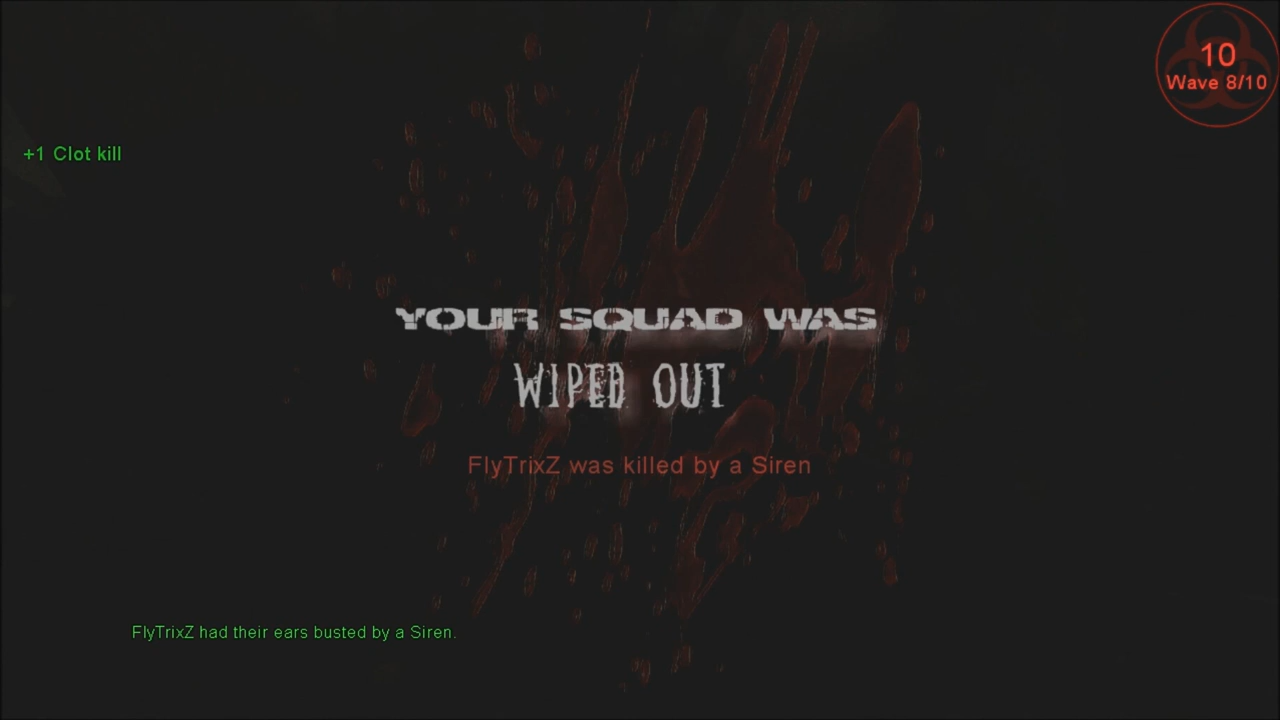 10
Wave 8/10
+1 Clot kill
YOUR SQUAD WAS
WIPED OUT
FlyTrixZ was killed by a Siren
FlyTrixZ had their ears busted by a Siren.